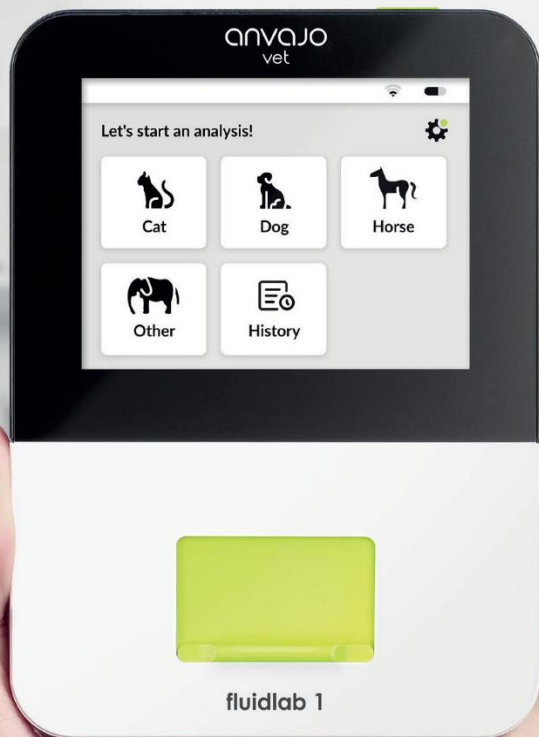 anvajo
vet
Let's start an analysis!
Cat
Dog
Horse
Other
History
fluidlab 1